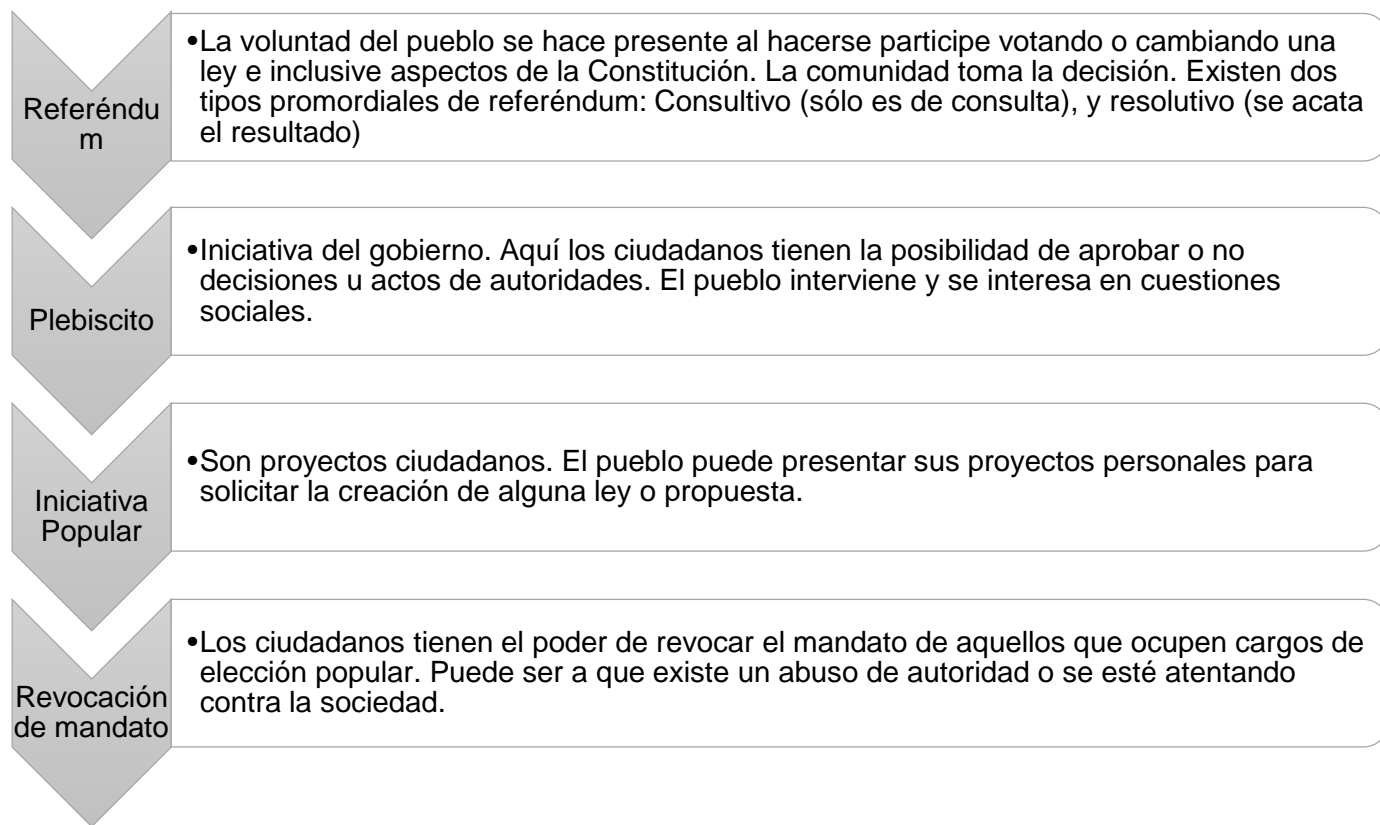 Referéndu
m
•La voluntad del pueblo se hace presente al hacerse participe votando o cambiando una
ley e inclusive aspectos de la Constitución. La comunidad toma la decisión. Existen dos
tipos promordiales de referéndum: Consultivo (sólo es de consulta), y resolutivo (se acata
el resultado)
Plebiscito
•Iniciativa del gobierno. Aquí los ciudadanos tienen la posibilidad de aprobar o no
decisiones u actos de autoridades. El pueblo interviene y se interesa en cuestiones
sociales.
Iniciativa
Popular
•Son proyectos ciudadanos. El pueblo puede presentar sus proyectos personales para
solicitar la creación de alguna ley o propuesta.
Revocación
de mandato
•Los ciudadanos tienen el poder de revocar el mandato de aquellos que ocupen cargos de
elección popular. Puede ser a que existe un abuso de autoridad o se esté atentando
contra la sociedad.